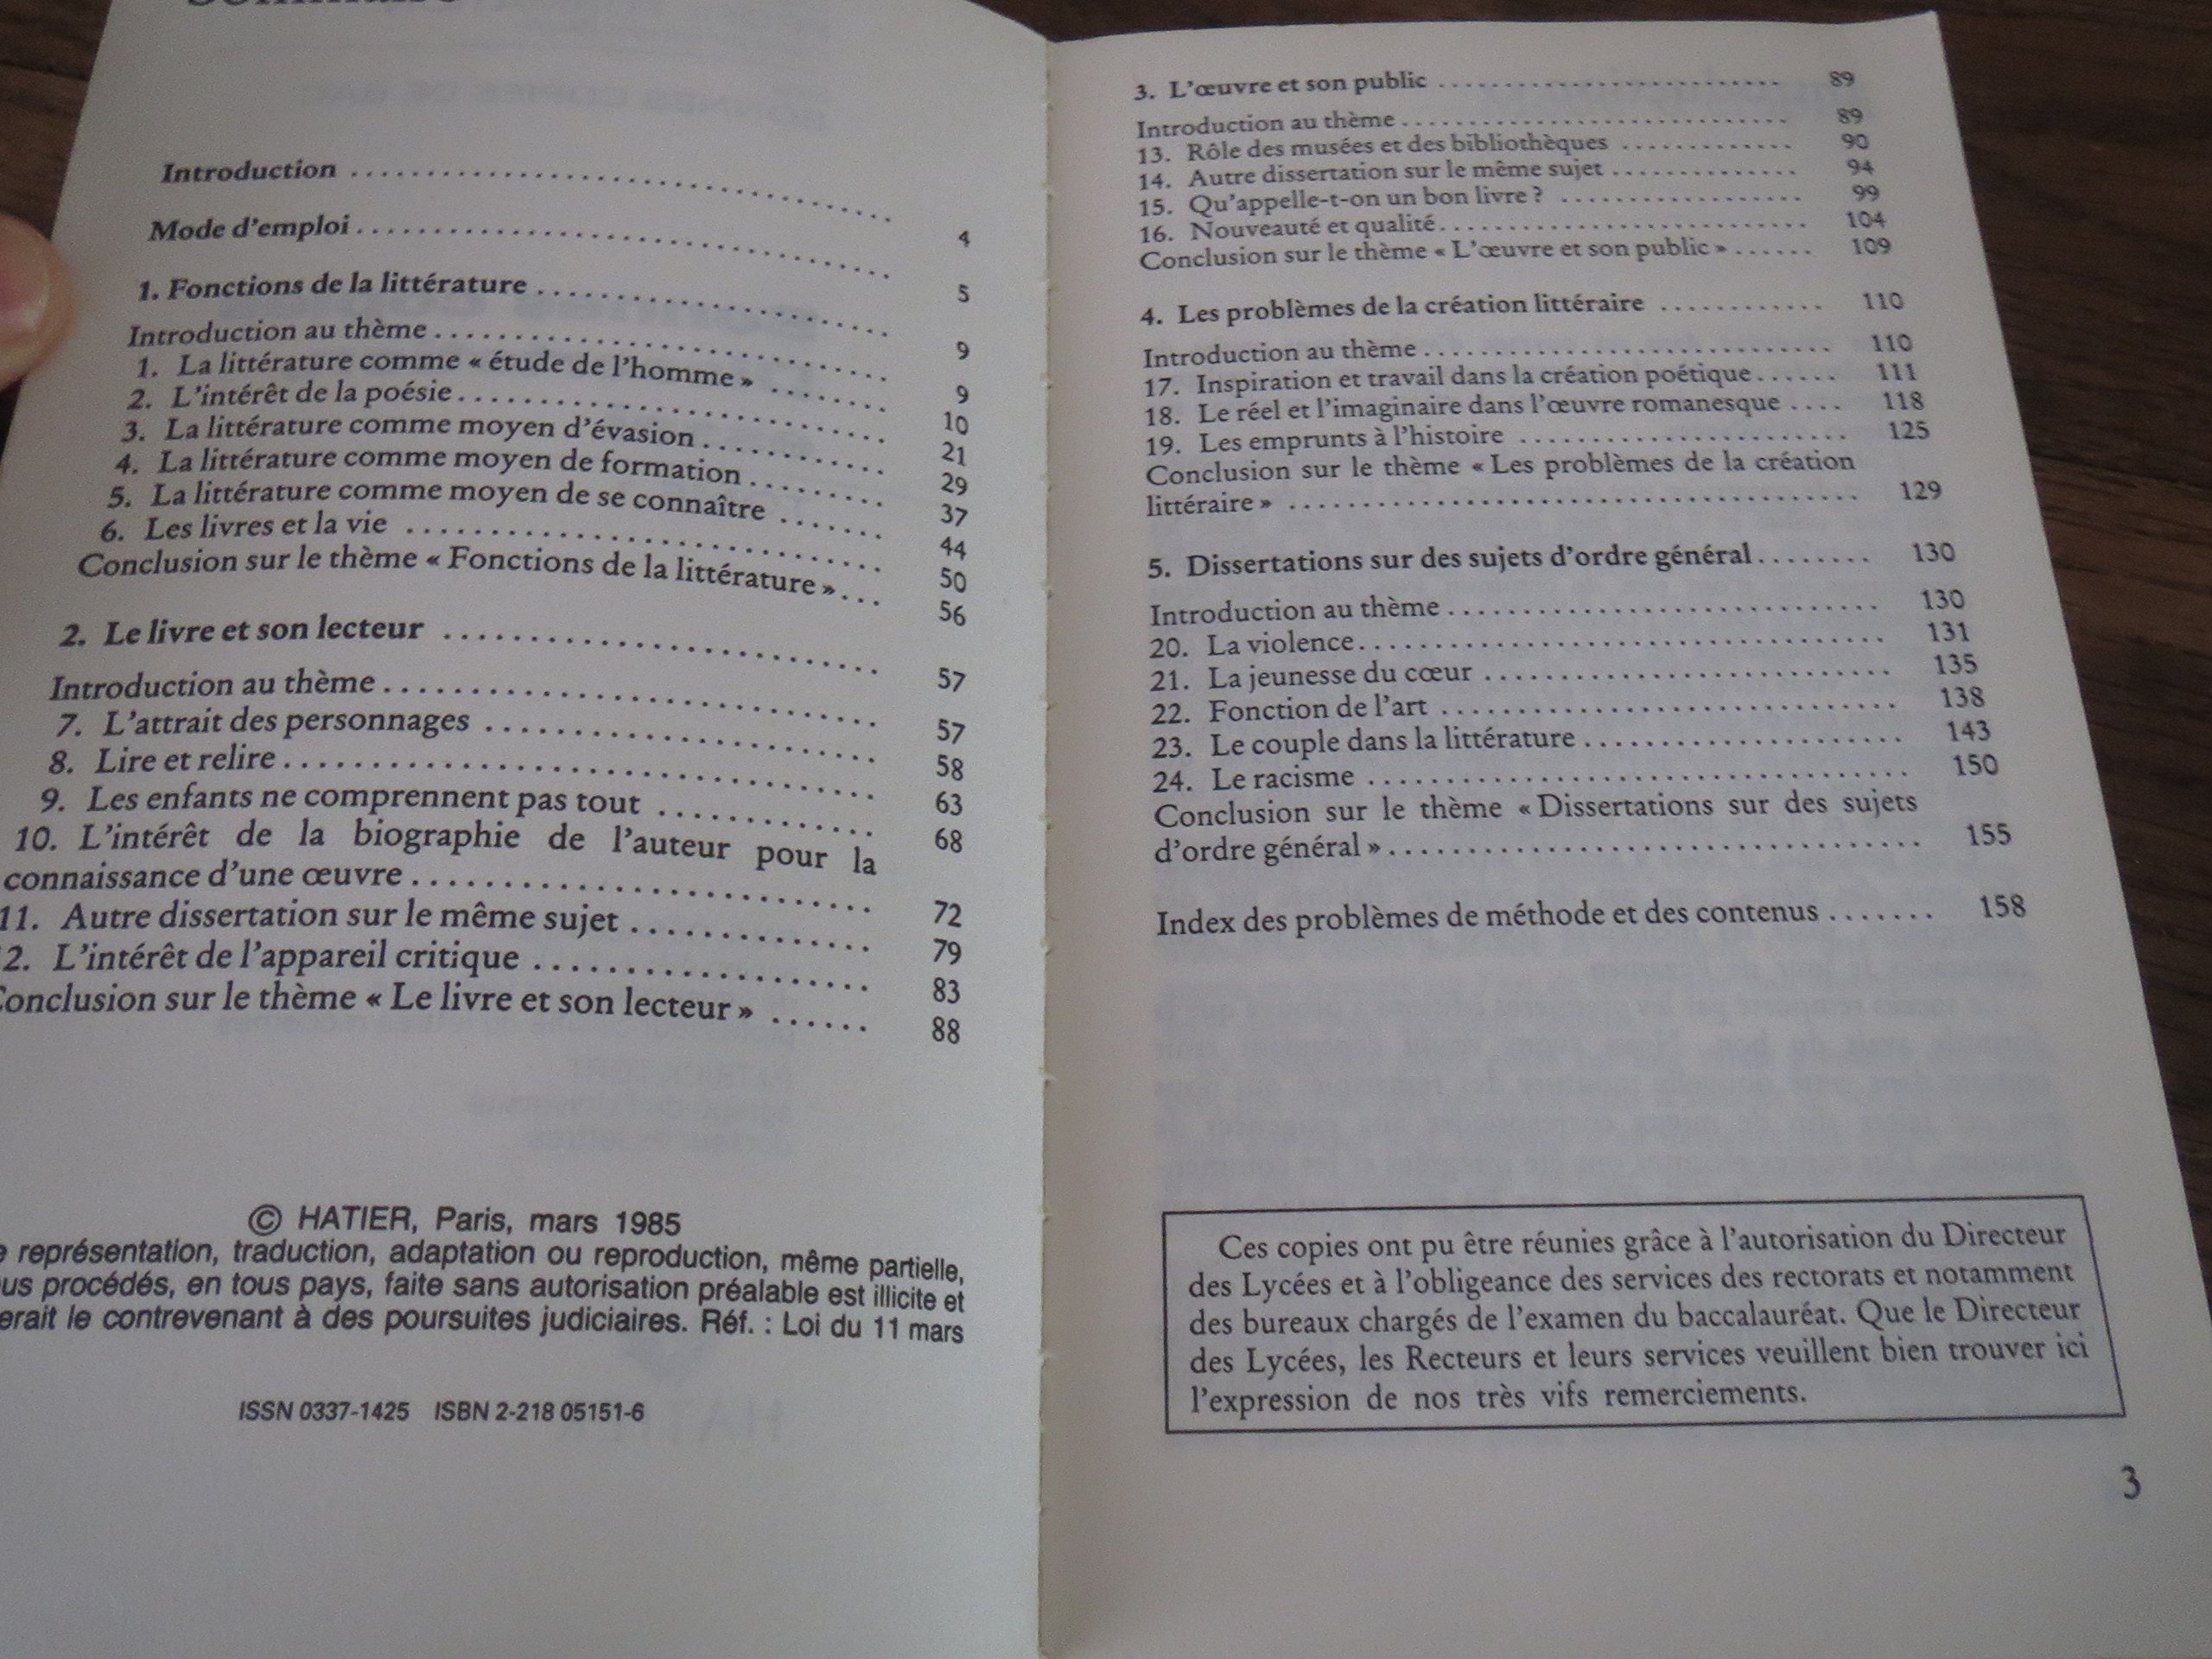 Sommaire
Introduction .......... 4
Mode d'emploi .......... 5
1. Fonctions de la littérature .......... 9
Introduction au thème .......... 9
1. La littérature comme « étude de l'homme » .......... 10
2. L'intérêt de la poésie .......... 21
3. La littérature comme moyen d'évasion .......... 29
4. La littérature comme moyen de formation .......... 37
5. La littérature comme moyen de se connaître .......... 44
6. Les livres et la vie .......... 50
Conclusion sur le thème « Fonctions de la littérature » ... 56
2. Le livre et son lecteur .......... 57
Introduction au thème .......... 57
7. L'attrait des personnages .......... 58
8. Lire et relire .......... 63
9. Les enfants ne comprennent pas tout .......... 68
10. L'intérêt de la biographie de l'auteur pour la
connaissance d'une œuvre .......... 72
11. Autre dissertation sur le même sujet .......... 79
2. L'intérêt de l'appareil critique .......... 83
Conclusion sur le thème « Le livre et son lecteur » ...... 88
© HATIER, Paris, mars 1985
représentation, traduction, adaptation ou reproduction, même partielle,
procédés, en tous pays, faite sans autorisation préalable est illicite et
le contrevenant à des poursuites judiciaires. Réf. : Loi du 11 mars
ISSN 0337-1425 ISBN 2-218 05151-6
3. L'œuvre et son public .......... 89
Introduction au thème .......... 89
13. Rôle des musées et des bibliothèques .......... 90
14. Autre dissertation sur le même sujet .......... 94
15. Qu'appelle-t-on un bon livre ? .......... 99
16. Nouveauté et qualité .......... 104
Conclusion sur le thème « L'œuvre et son public » ...... 109
4. Les problèmes de la création littéraire .......... 110
Introduction au thème .......... 110
17. Inspiration et travail dans la création poétique ...... 111
18. Le réel et l'imaginaire dans l'œuvre romanesque .... 118
19. Les emprunts à l'histoire .......... 125
Conclusion sur le thème « Les problèmes de la création
littéraire » .......... 129
5. Dissertations sur des sujets d'ordre général ........ 130
Introduction au thème .......... 130
20. La violence .......... 131
21. La jeunesse du cœur .......... 135
22. Fonction de l'art .......... 138
23. Le couple dans la littérature .......... 143
24. Le racisme .......... 150
Conclusion sur le thème « Dissertations sur des sujets
d'ordre général » .......... 155
Index des problèmes de méthode et des contenus ....... 158
Ces copies ont pu être réunies grâce à l'autorisation du Directeur
des Lycées et à l'obligeance des services des rectorats et notamment
des bureaux chargés de l'examen du baccalauréat. Que le Directeur
des Lycées, les Recteurs et leurs services veuillent bien trouver ici
l'expression de nos très vifs remerciements.
3